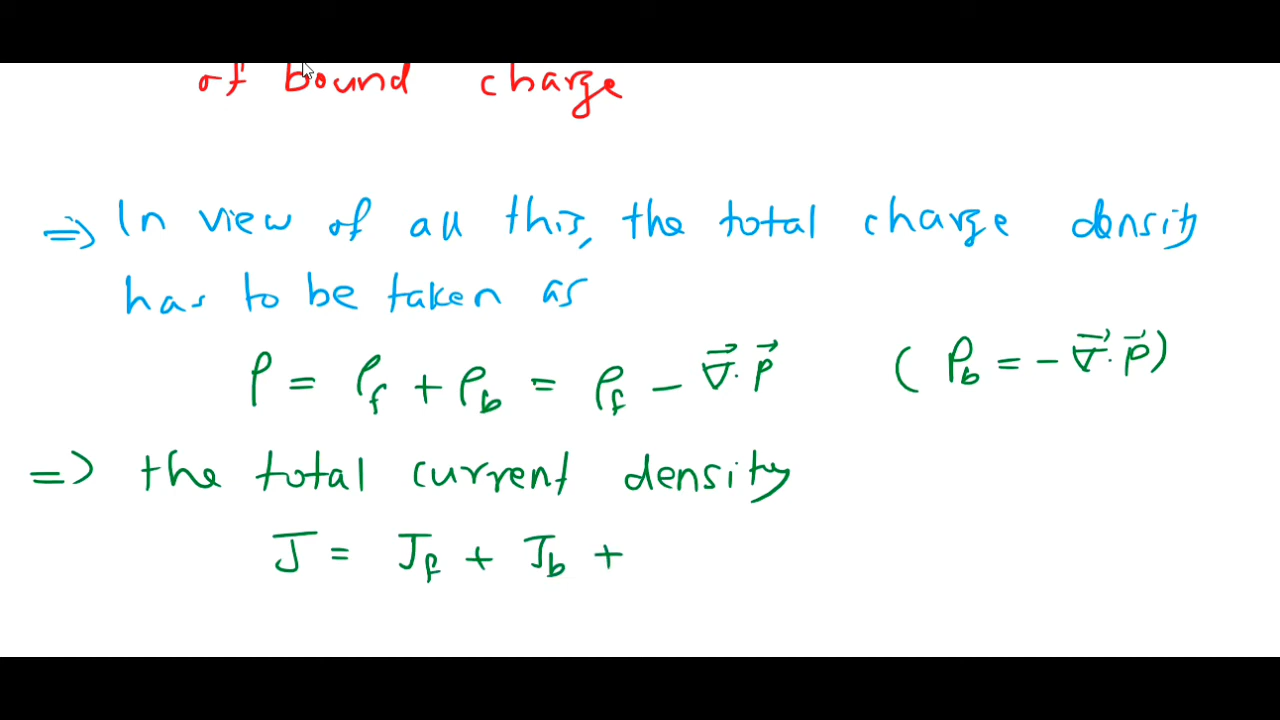 of bound charge
⇒ In view of all this, the total charge density
has to be taken as
ρ = ρ_f + ρ_b = ρ_f - ∇⃗·P⃗ ( ρ_b = - ∇⃗·P⃗ )
⇒ the total current density
J = J_f + J_b +